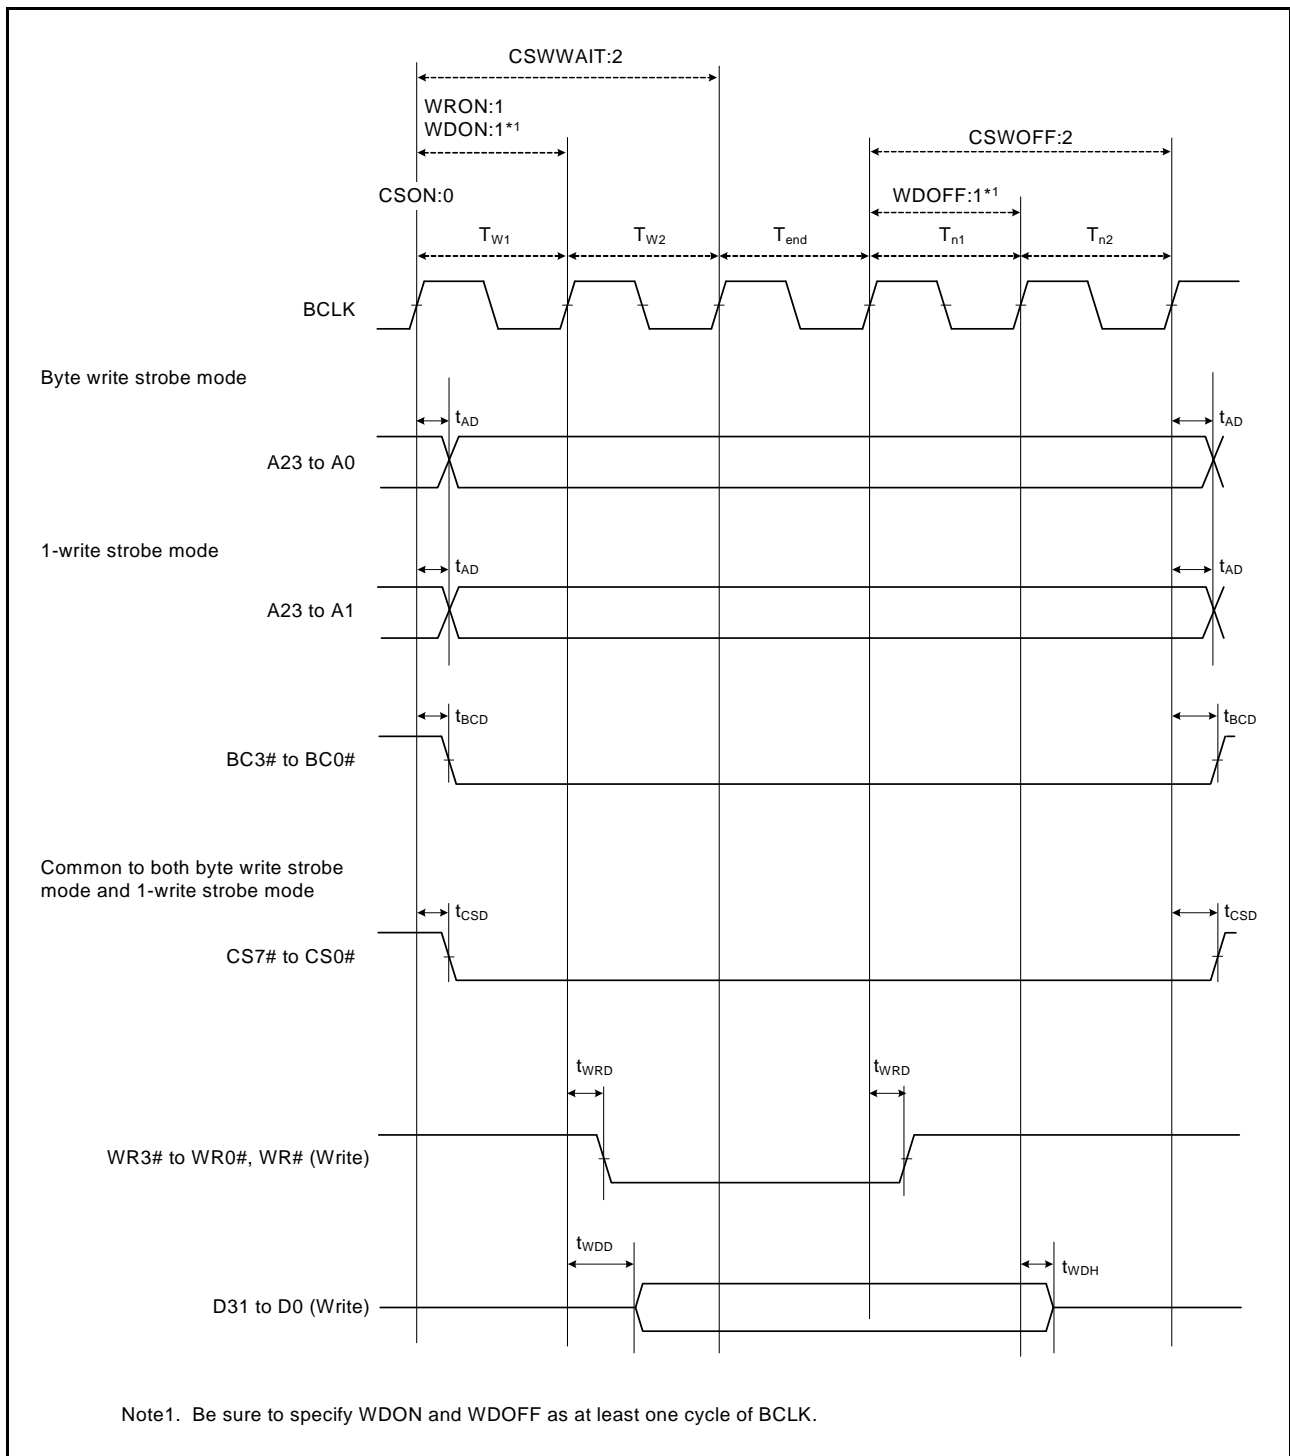 CSWWAIT:2
WRON:1
WDON:1*1
CSWOFF:2
CSON:0
WDOFF:1*1
TW1
TW2
Tend
Tn1
Tn2
BCLK
Byte write strobe mode
tAD
tAD
A23 to A0
1-write strobe mode
tAD
tAD
A23 to A1
tBCD
tBCD
BC3# to BC0#
Common to both byte write strobe
mode and 1-write strobe mode
tCSD
tCSD
CS7# to CS0#
tWRD
tWRD
WR3# to WR0#, WR# (Write)
tWDD
tWDH
D31 to D0 (Write)
Note1. Be sure to specify WDON and WDOFF as at least one cycle of BCLK.